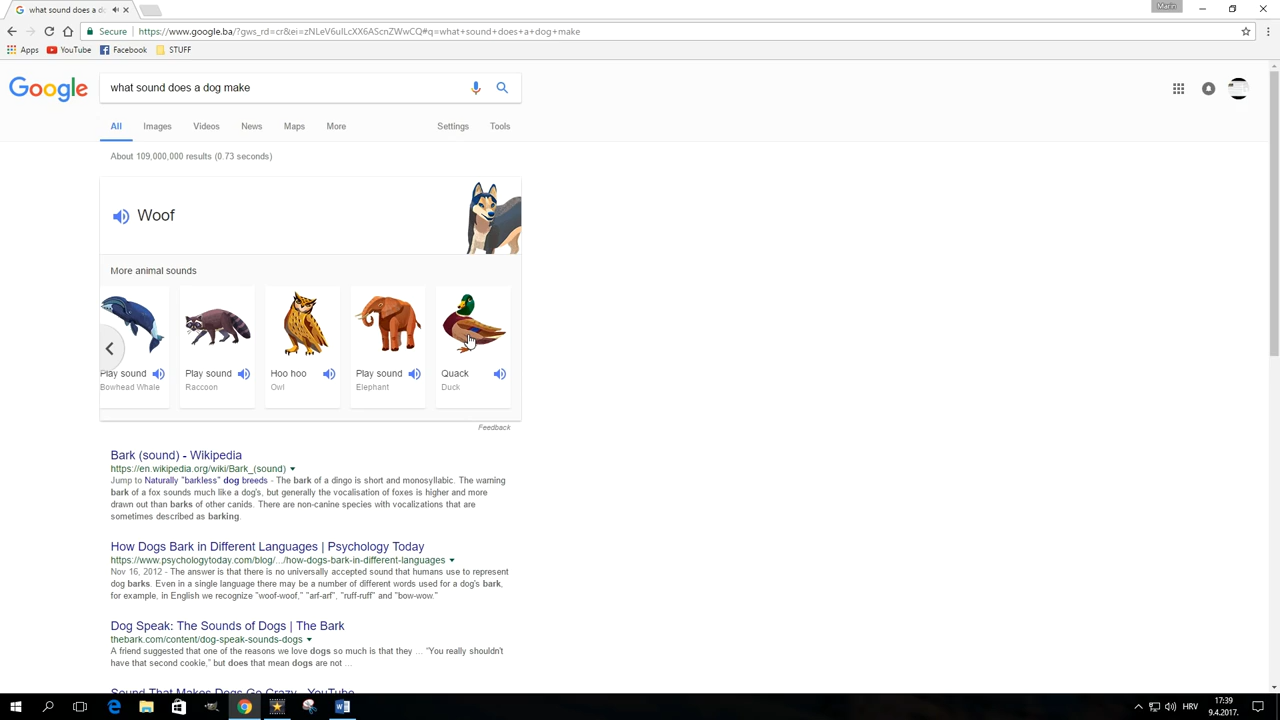 what sound does a do
Marin
Secure
https://www.google.ba/?gws_rd=cr&ei=zNLeV6uILcXX6AScnZWwCQ#q=what+sound+does+a+dog+make
Apps
YouTube
Facebook
STUFF
Google
what sound does a dog make
All
Images
Videos
News
Maps
More
Settings
Tools
About 109,000,000 results (0.73 seconds)
Woof
More animal sounds
Play sound
Bowhead Whale
Play sound
Raccoon
Hoo hoo
Owl
Play sound
Elephant
Quack
Duck
Feedback
Bark (sound) - Wikipedia
https://en.wikipedia.org/wiki/Bark_(sound)
Jump to Naturally "barkless" dog breeds - The bark of a dingo is short and monosyllabic. The warning
bark of a fox sounds much like a dog's, but generally the vocalisation of foxes is higher and more
drawn out than barks of other canids. There are non-canine species with vocalizations that are
sometimes described as barking.
How Dogs Bark in Different Languages | Psychology Today
https://www.psychologytoday.com/blog/.../how-dogs-bark-in-different-languages
Nov 16, 2012 - The answer is that there is no universally accepted sound that humans use to represent
dog barks. Even in a single language there may be a number of different words used for a dog's bark,
for example, in English we recognize "woof-woof," "arf-arf", "ruff-ruff" and "bow-wow."
Dog Speak: The Sounds of Dogs | The Bark
thebark.com/content/dog-speak-sounds-dogs
A friend suggested that one of the reasons we love dogs so much is that they ... “You really shouldn't
have that second cookie,” but does that mean dogs are not ...
Sound That Makes Dogs Go Crazy - YouTube
HRV
17:39
9.4.2017.